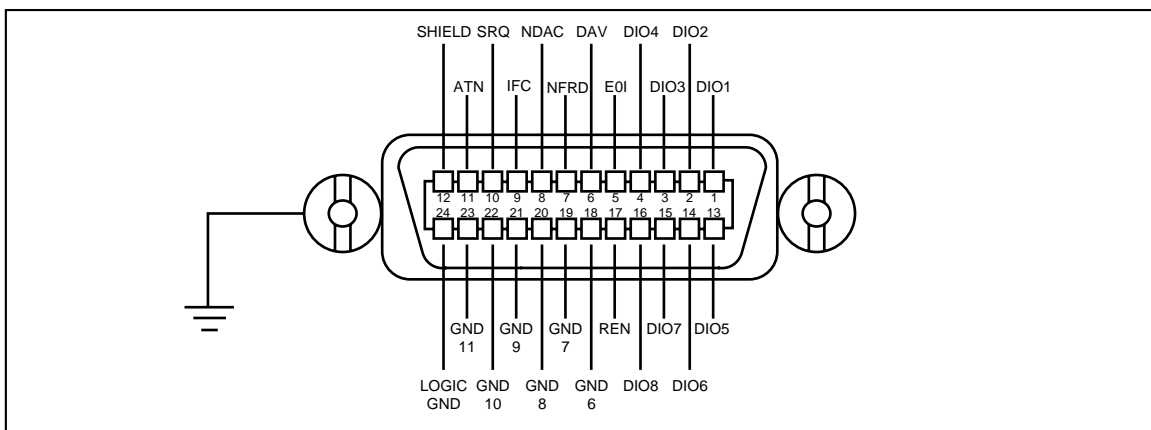 SHIELD SRQ NDAC DAV DIO4 DIO2
ATN IFC NFRD E0I DIO3 DIO1
12 11 10 9 8 7 6 5 4 3 2 1
24 23 22 21 20 19 18 17 16 15 14 13
GND GND GND REN DIO7 DIO5
11 9 7
LOGIC GND GND GND DIO8 DIO6
GND 10 8 6